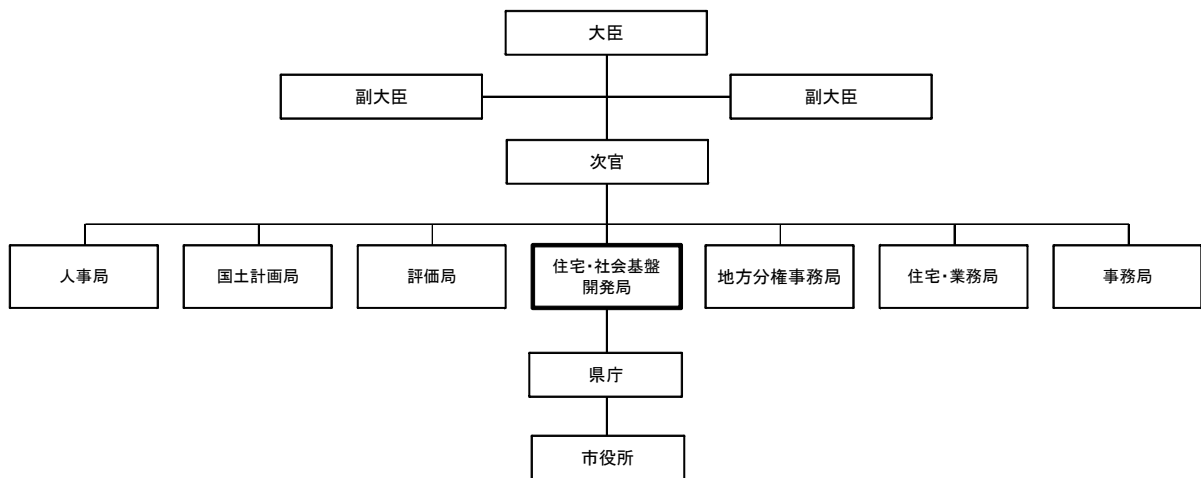 大臣
副大臣
副大臣
次官
人事局
国土計画局
評価局
住宅・社会基盤
開発局
地方分権事務局
住宅・業務局
事務局
県庁
市役所